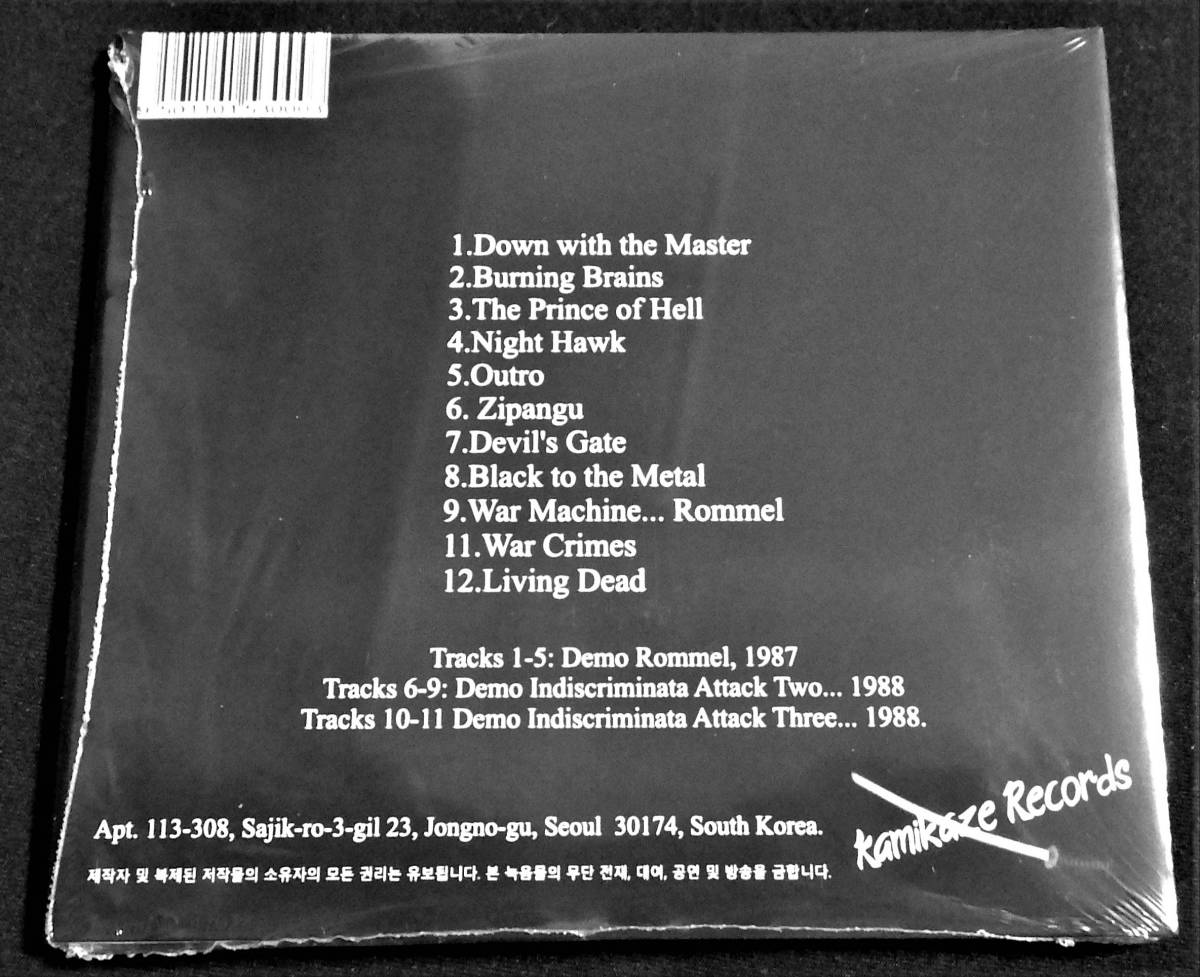 1.Down with the Master
2.Burning Brains
3.The Prince of Hell
4.Night Hawk
5.Outro
6. Zipangu
7.Devil's Gate
8.Black to the Metal
9.War Machine... Rommel
11.War Crimes
12.Living Dead
Tracks 1-5: Demo Rommel, 1987
Tracks 6-9: Demo Indiscriminata Attack Two... 1988
Tracks 10-11 Demo Indiscriminata Attack Three... 1988.
Kamikaze Records
Apt. 113-308, Sajik-ro-3-gil 23, Jongno-gu, Seoul 30174, South Korea.
제작자 및 복제된 저작물의 소유자의 모든 권리는 유보됩니다. 본 녹음물의 무단 전재, 대여, 공연 및 방송을 금합니다.